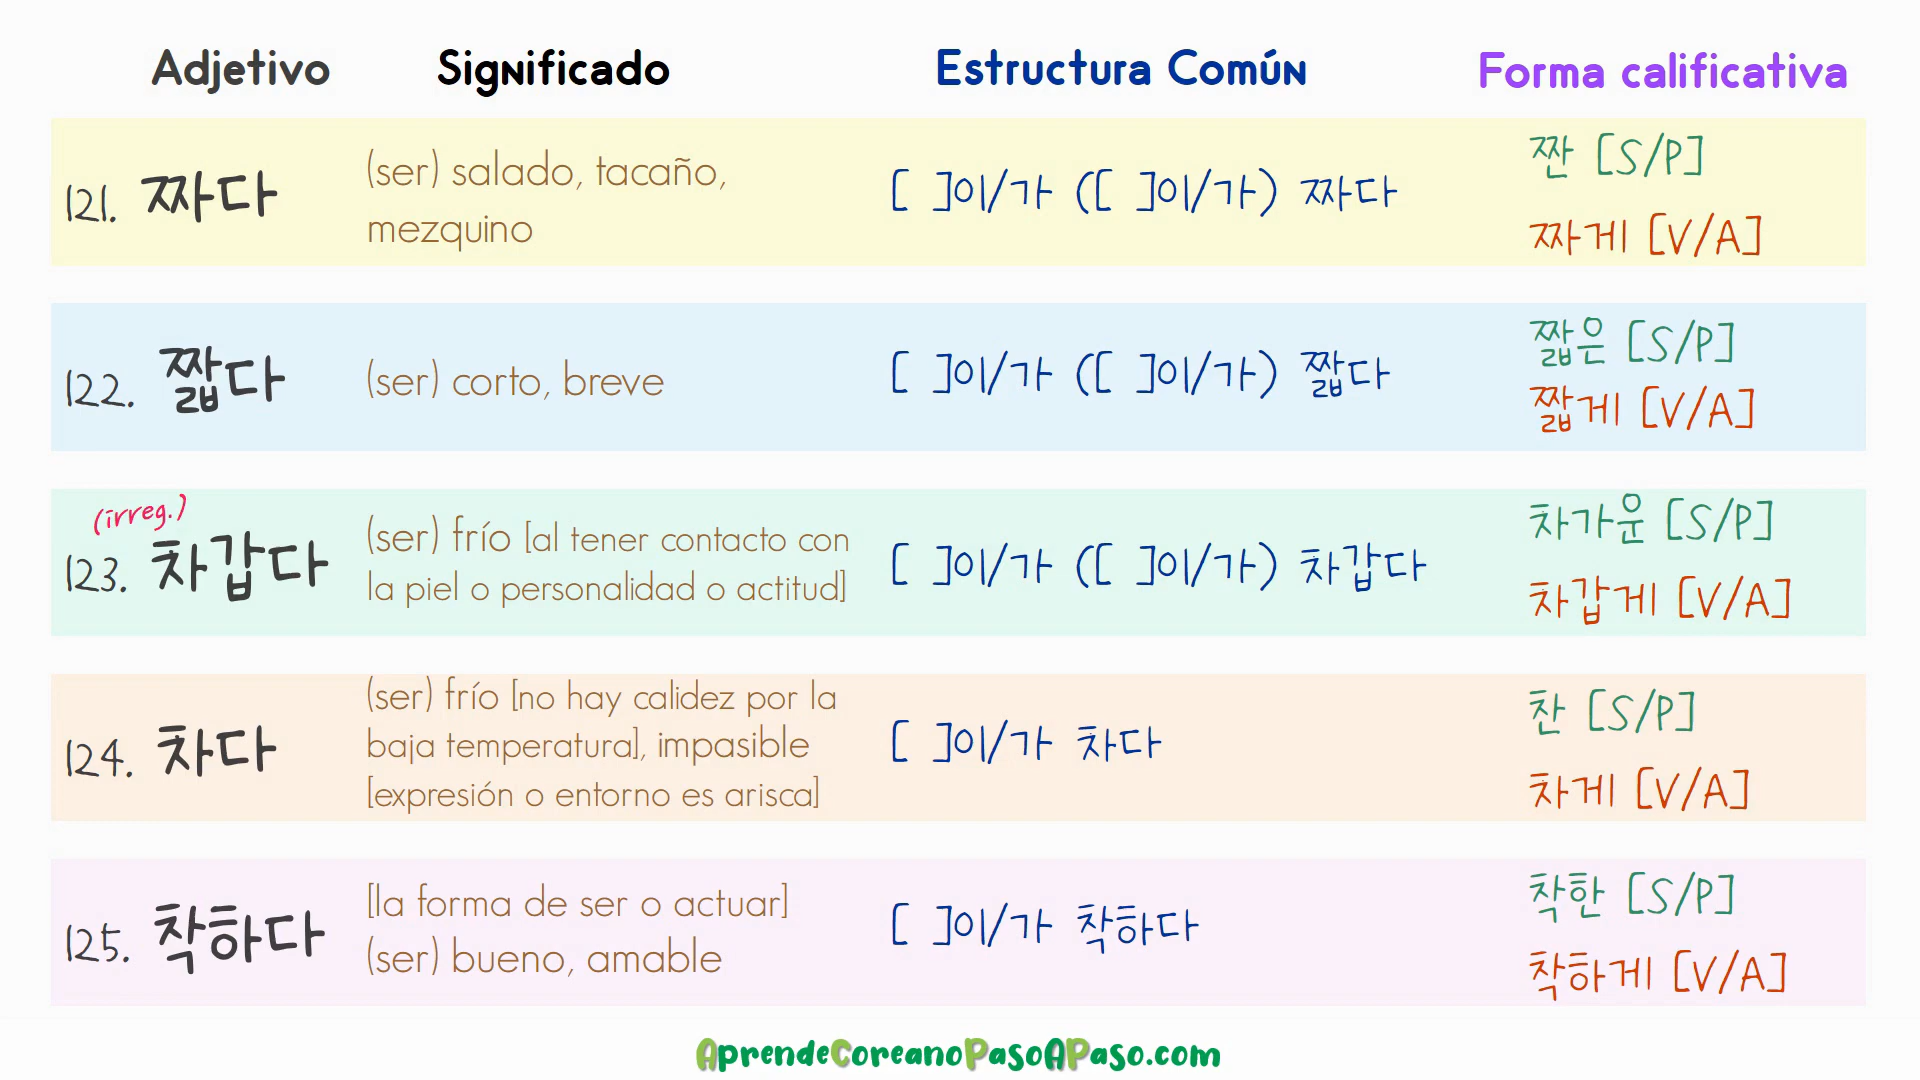 Adjetivo Significado Estructura Común Forma calificativa
121. 짜다
(ser) salado, tacaño,
mezquino
[ ]이/가 ([ ]이/가) 짜다
짠 [S/P]
짜게 [V/A]
122. 짧다
(ser) corto, breve
[ ]이/가 ([ ]이/가) 짧다
짧은 [S/P]
짧게 [V/A]
(irreg.)
123. 차갑다
(ser) frío [al tener contacto con
la piel o personalidad o actitud]
[ ]이/가 ([ ]이/가) 차갑다
차가운 [S/P]
차갑게 [V/A]
124. 차다
(ser) frío [no hay calidez por la
baja temperatura], impasible
[expresión o entorno es arisca]
[ ]이/가 차다
찬 [S/P]
차게 [V/A]
125. 착하다
[la forma de ser o actuar]
(ser) bueno, amable
[ ]이/가 착하다
착한 [S/P]
착하게 [V/A]
AprendeCoreanoPasoAPaso.com